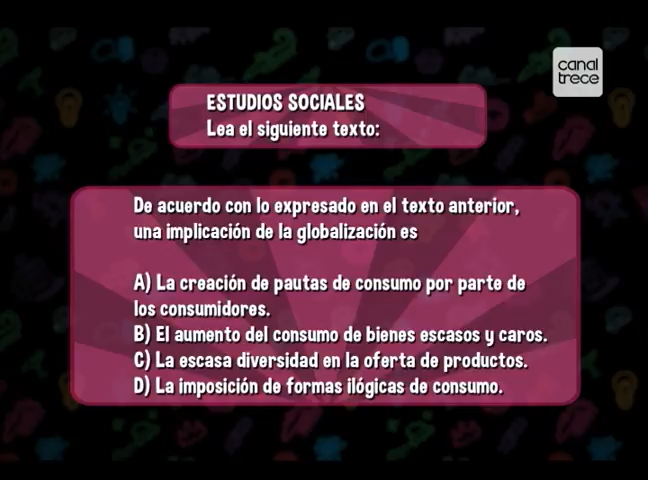 canal
trece
ESTUDIOS SOCIALES
Lea el siguiente texto:
De acuerdo con lo expresado en el texto anterior,
una implicación de la globalización es
A) La creación de pautas de consumo por parte de
los consumidores.
B) El aumento del consumo de bienes escasos y caros.
C) La escasa diversidad en la oferta de productos.
D) La imposición de formas ilógicas de consumo.